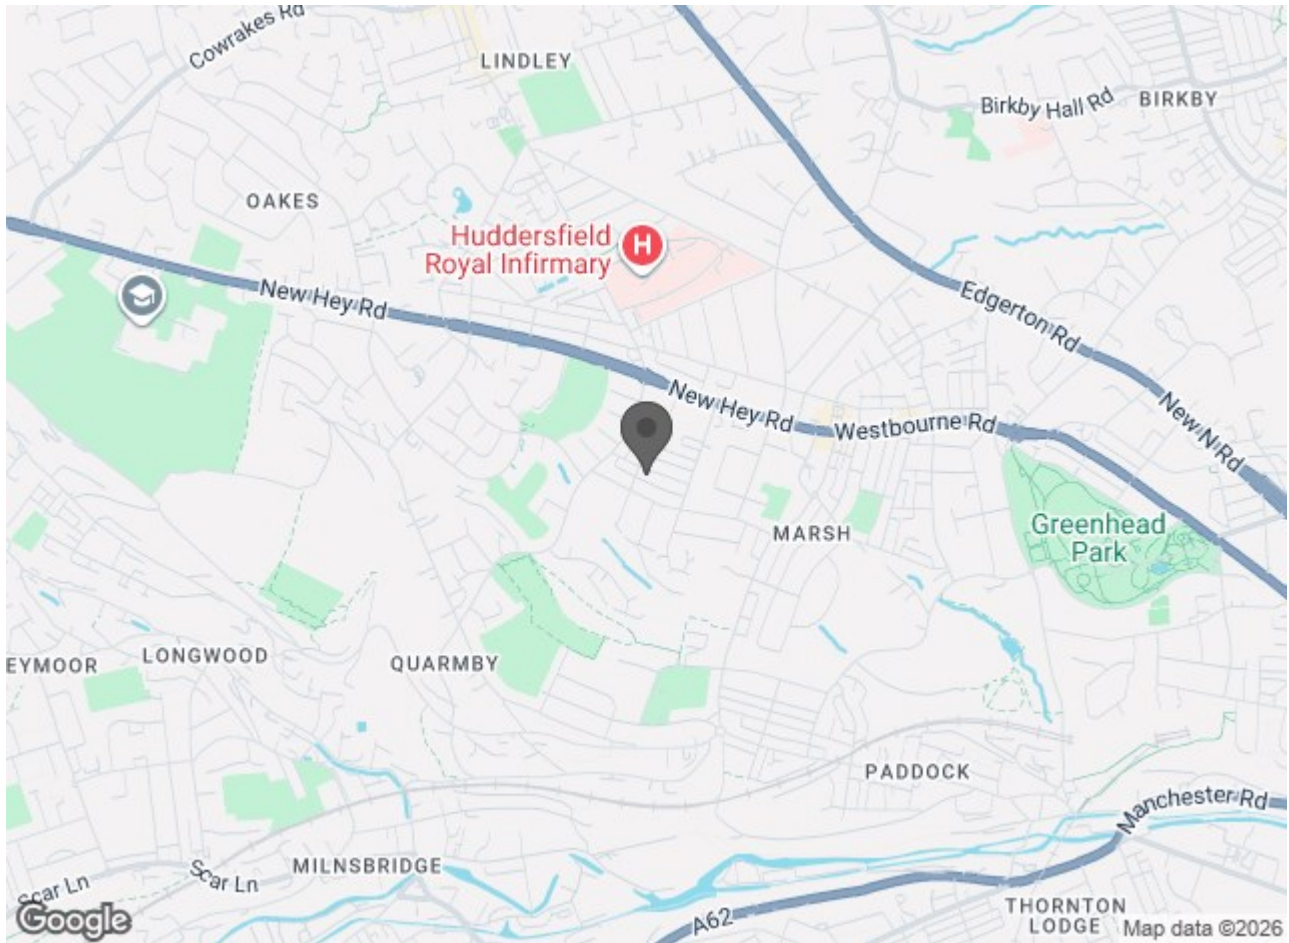 Cowrakes Rd
LINDLEY
Birkby Hall Rd
BIRKBY
OAKES
Huddersfield
Royal Infirmary
H
New Hey Rd
Edgerton Rd
New Hey Rd
Westbourne Rd
New N Rd
Greenhead
Park
MARSH
EYMOOR
LONGWOOD
QUARMBY
PADDOCK
Manchester Rd
MILNSBRIDGE
Scar Ln
Scar Ln
A62
THORNTON
LODGE
Google
Map data ©2026